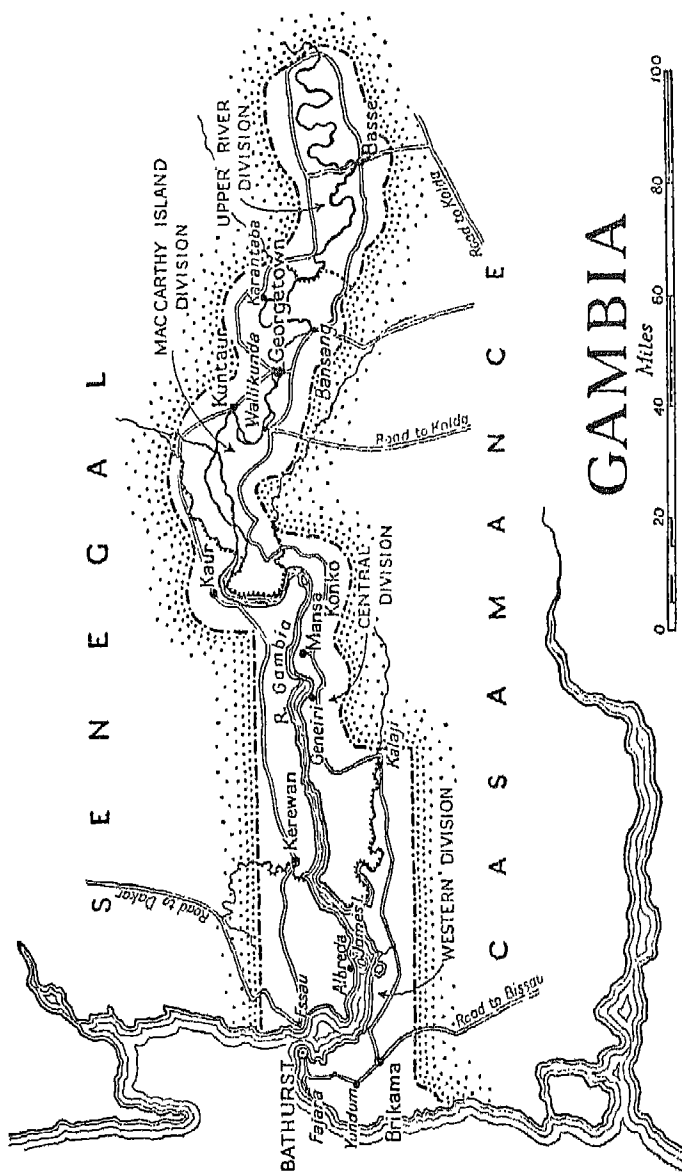 SENEGAL
Road to Dakar
MACCARTHY ISLAND
DIVISION
UPPER RIVER
DIVISION
Kaur
Kuntaur
Walikunda
Karantaba
Georgetown
Bansang
Basse
BATHURST
Essau
Fajara
Yundum
Brikama
Albreda
James I.
Kerewan
R. Gambia
Geneiri
Mansa
Konko
CENTRAL
DIVISION
Kalaji
WESTERN DIVISION
Road to Bissau
Road to Kolda
Road to Kolda
CASAMANCE
GAMBIA
Miles
0 20 40 60 80 100